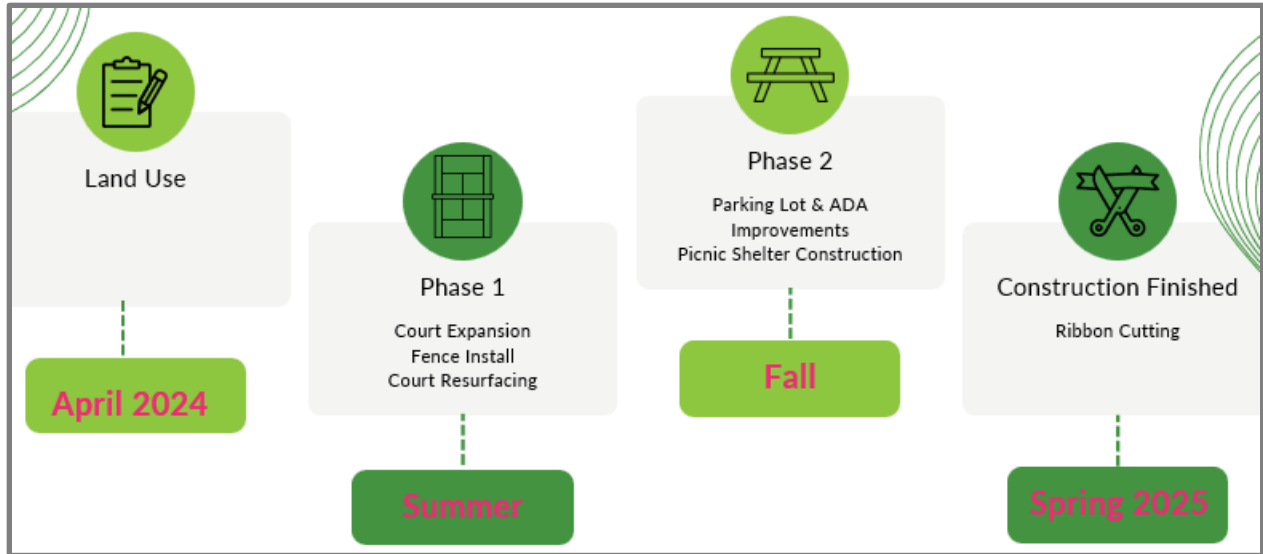 Land Use
April 2024
Phase 1
Court Expansion
Fence Install
Court Resurfacing
Summer
Phase 2
Parking Lot & ADA
Improvements
Picnic Shelter Construction
Fall
Construction Finished
Ribbon Cutting
Spring 2025